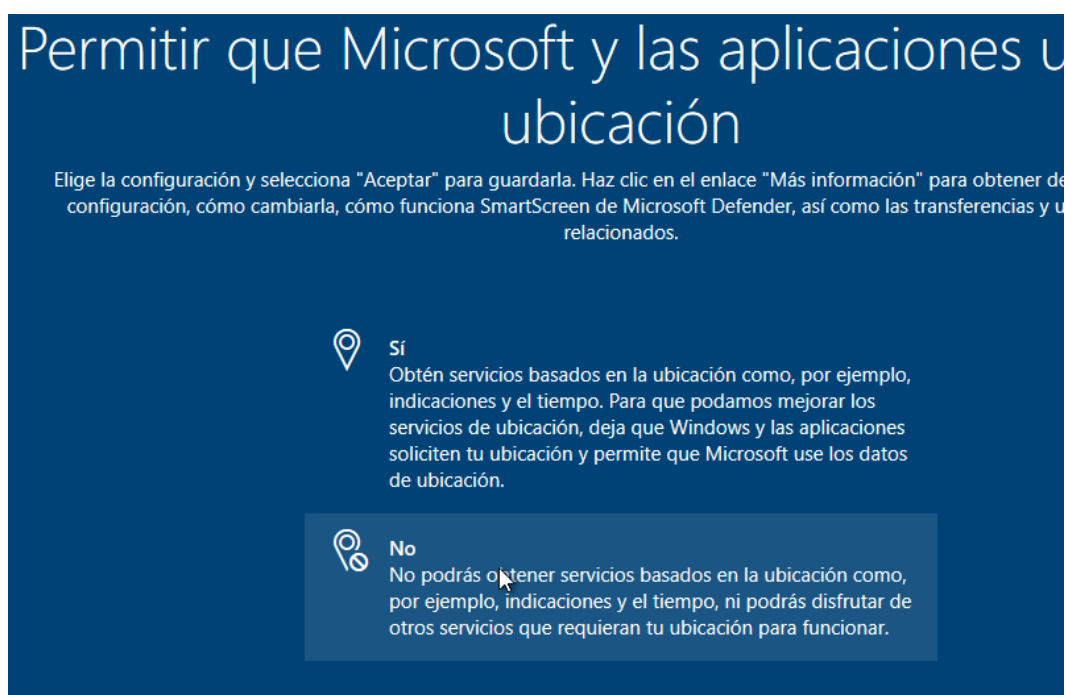 Permitir que Microsoft y las aplicaciones u
ubicación
Elige la configuración y selecciona "Aceptar" para guardarla. Haz clic en el enlace "Más información" para obtener de
configuración, cómo cambiarla, cómo funciona SmartScreen de Microsoft Defender, así como las transferencias y u
relacionados.
Sí
Obtén servicios basados en la ubicación como, por ejemplo,
indicaciones y el tiempo. Para que podamos mejorar los
servicios de ubicación, deja que Windows y las aplicaciones
soliciten tu ubicación y permite que Microsoft use los datos
de ubicación.
No
No podrás obtener servicios basados en la ubicación como,
por ejemplo, indicaciones y el tiempo, ni podrás disfrutar de
otros servicios que requieran tu ubicación para funcionar.